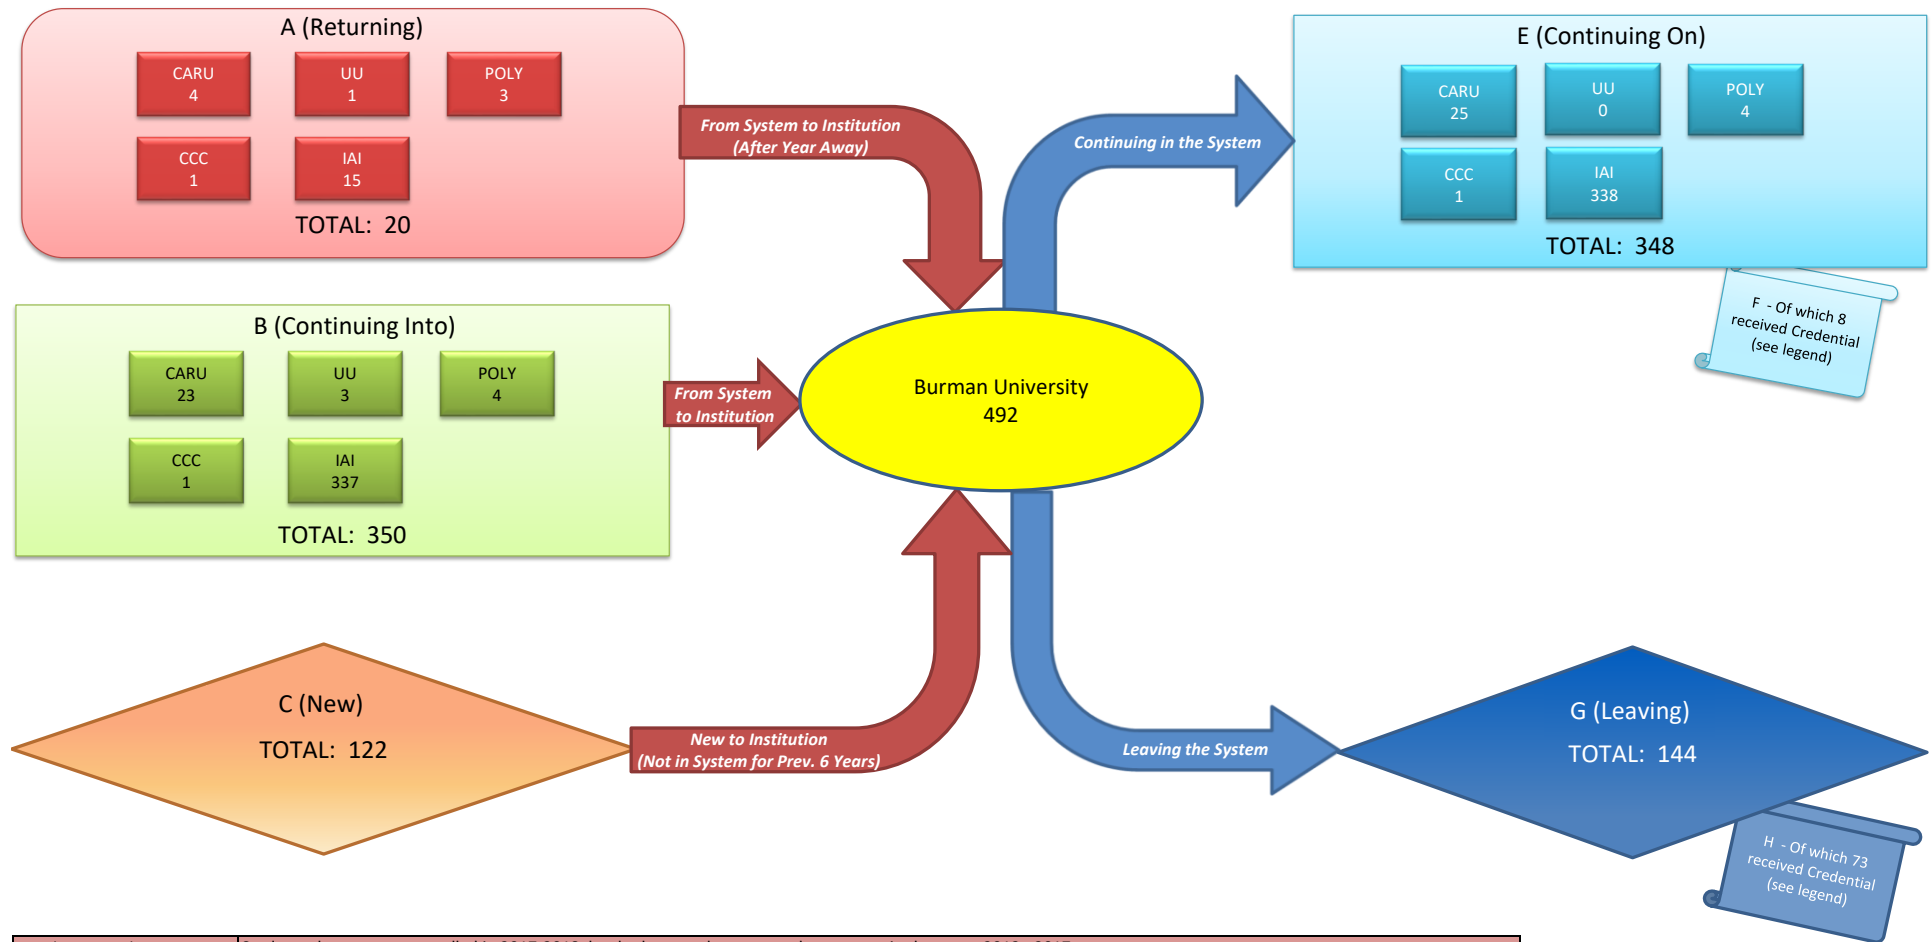 A (Returning)
CARU
4
UU
1
POLY
3
CCC
1
IAI
15
TOTAL: 20
From System to Institution
(After Year Away)
Continuing in the System
E (Continuing On)
CARU
25
UU
0
POLY
4
CCC
1
IAI
338
TOTAL: 348
F - Of which 8
received Credential
(see legend)
B (Continuing Into)
CARU
23
UU
3
POLY
4
CCC
1
IAI
337
TOTAL: 350
From System
to Institution
Burman University
492
C (New)
TOTAL: 122
New to Institution
(Not in System for Prev. 6 Years)
Leaving the System
G (Leaving)
TOTAL: 144
H - Of which 73
received Credential
(see legend)